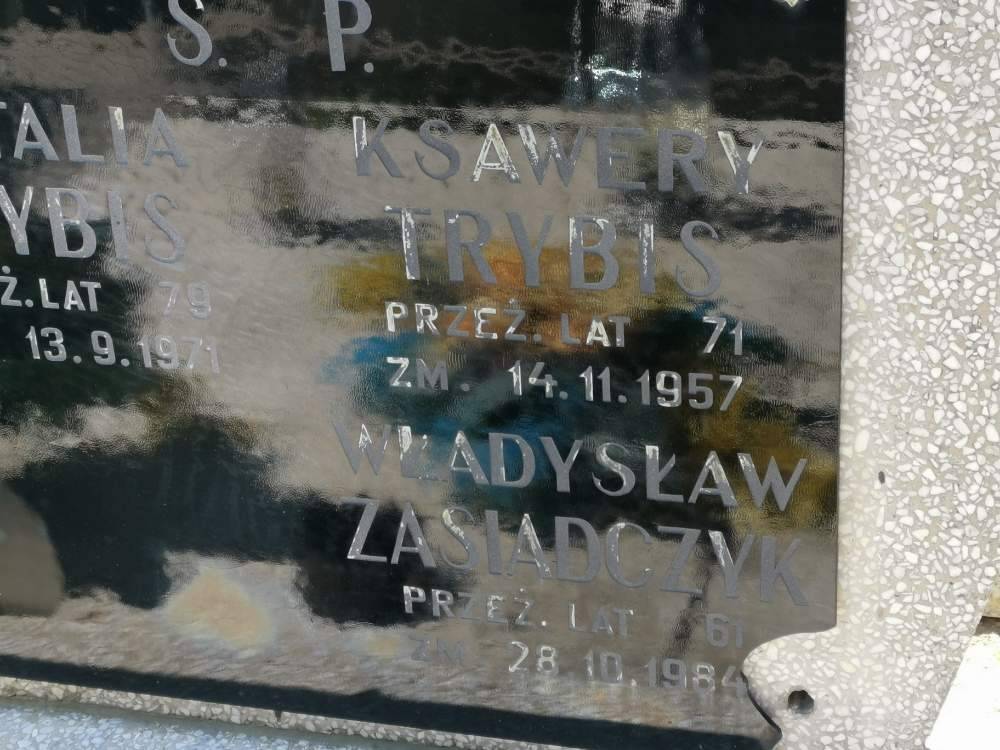 Ś. P.
TALIA
YBIS
Ż. LAT 79
13.9.1971
KSAWERY
TRYBIS
PRZEŻ. LAT 71
ZM. 14.11.1957
WŁADYSŁAW
ZASIADCZYK
PRZEŻ. LAT 61
ZM 28.10.1984